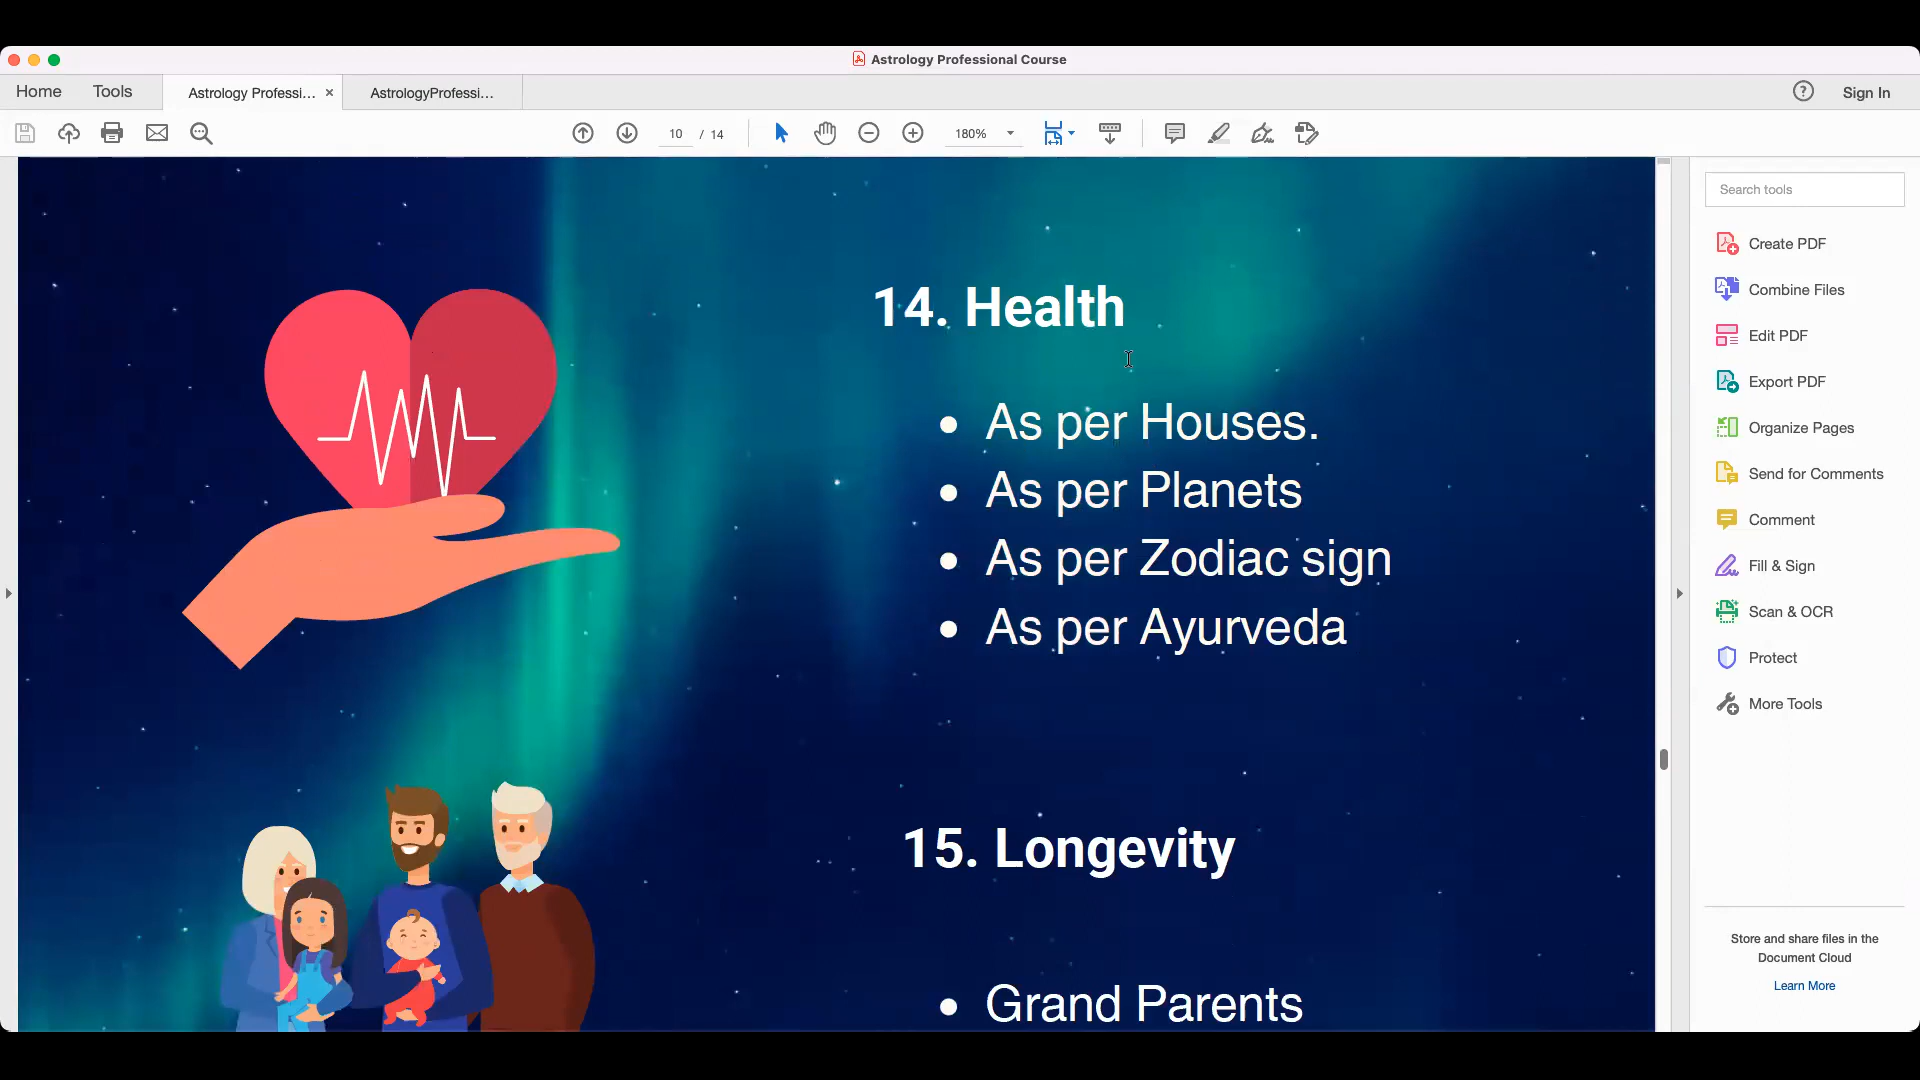 Astrology Professional Course
Home
Tools
Astrology Professi... ×
AstrologyProfessi...
Sign In
10 / 14
180%
Search tools
Create PDF
Combine Files
Edit PDF
Export PDF
Organize Pages
Send for Comments
Comment
Fill & Sign
Scan & OCR
Protect
More Tools
Store and share files in the
Document Cloud
Learn More
14. Health
• As per Houses.
• As per Planets
• As per Zodiac sign
• As per Ayurveda
15. Longevity
• Grand Parents